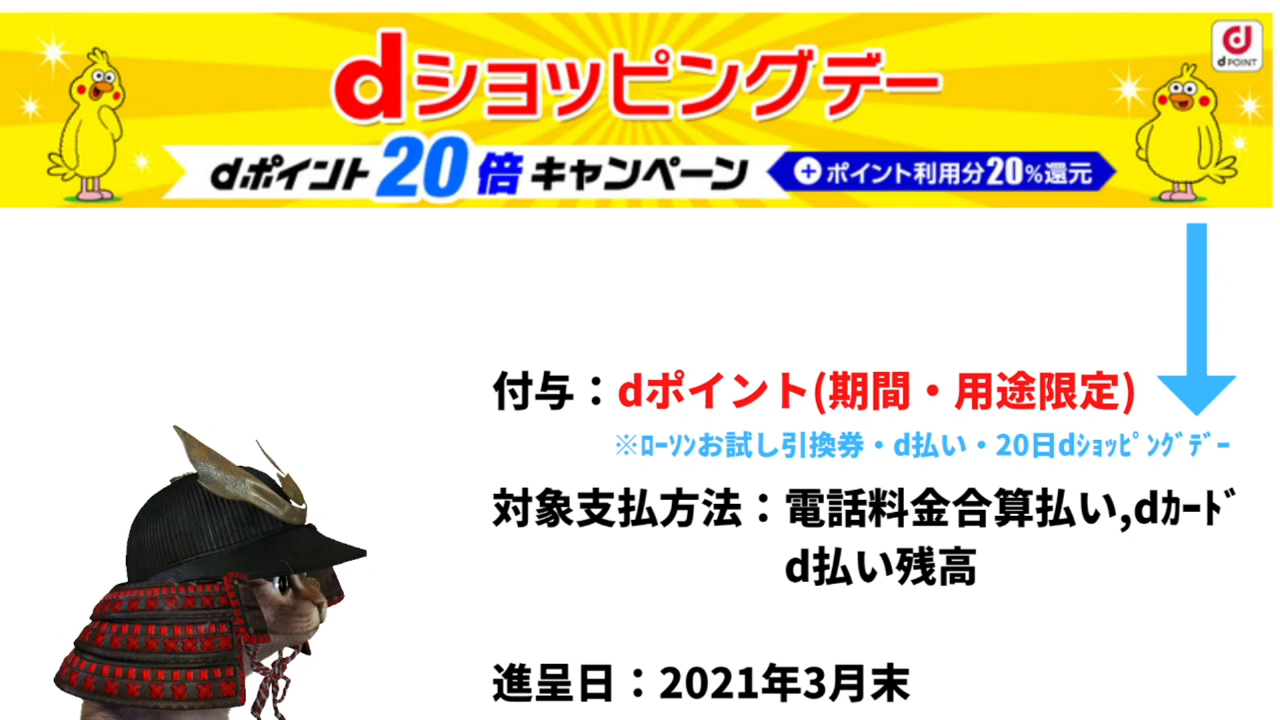 dショッピングデー
d POINT
dポイント20倍キャンペーン
+ポイント利用分20%還元
付与：dポイント(期間・用途限定)
※ﾛｰｿﾝお試し引換券・d払い・20日dｼｮｯﾋﾟﾝｸﾞﾃﾞｰ
対象支払方法：電話料金合算払い,dｶｰﾄﾞ
d払い残高
進呈日：2021年3月末